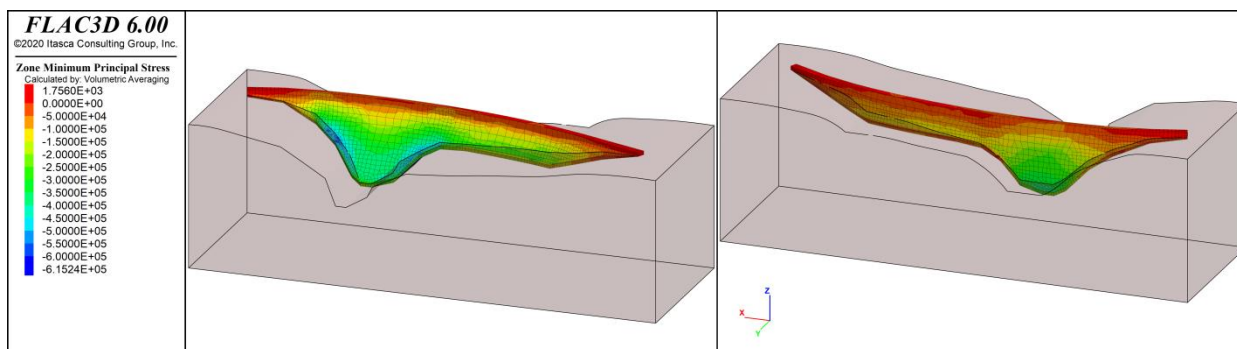 FLAC3D 6.00
©2020 Itasca Consulting Group, Inc.
Zone Minimum Principal Stress
Calculated by: Volumetric Averaging
1.7560E+03
0.0000E+00
-5.0000E+04
-1.0000E+05
-1.5000E+05
-2.0000E+05
-2.5000E+05
-3.0000E+05
-3.5000E+05
-4.0000E+05
-4.5000E+05
-5.0000E+05
-5.5000E+05
-6.0000E+05
-6.1524E+05
Z
X
Y